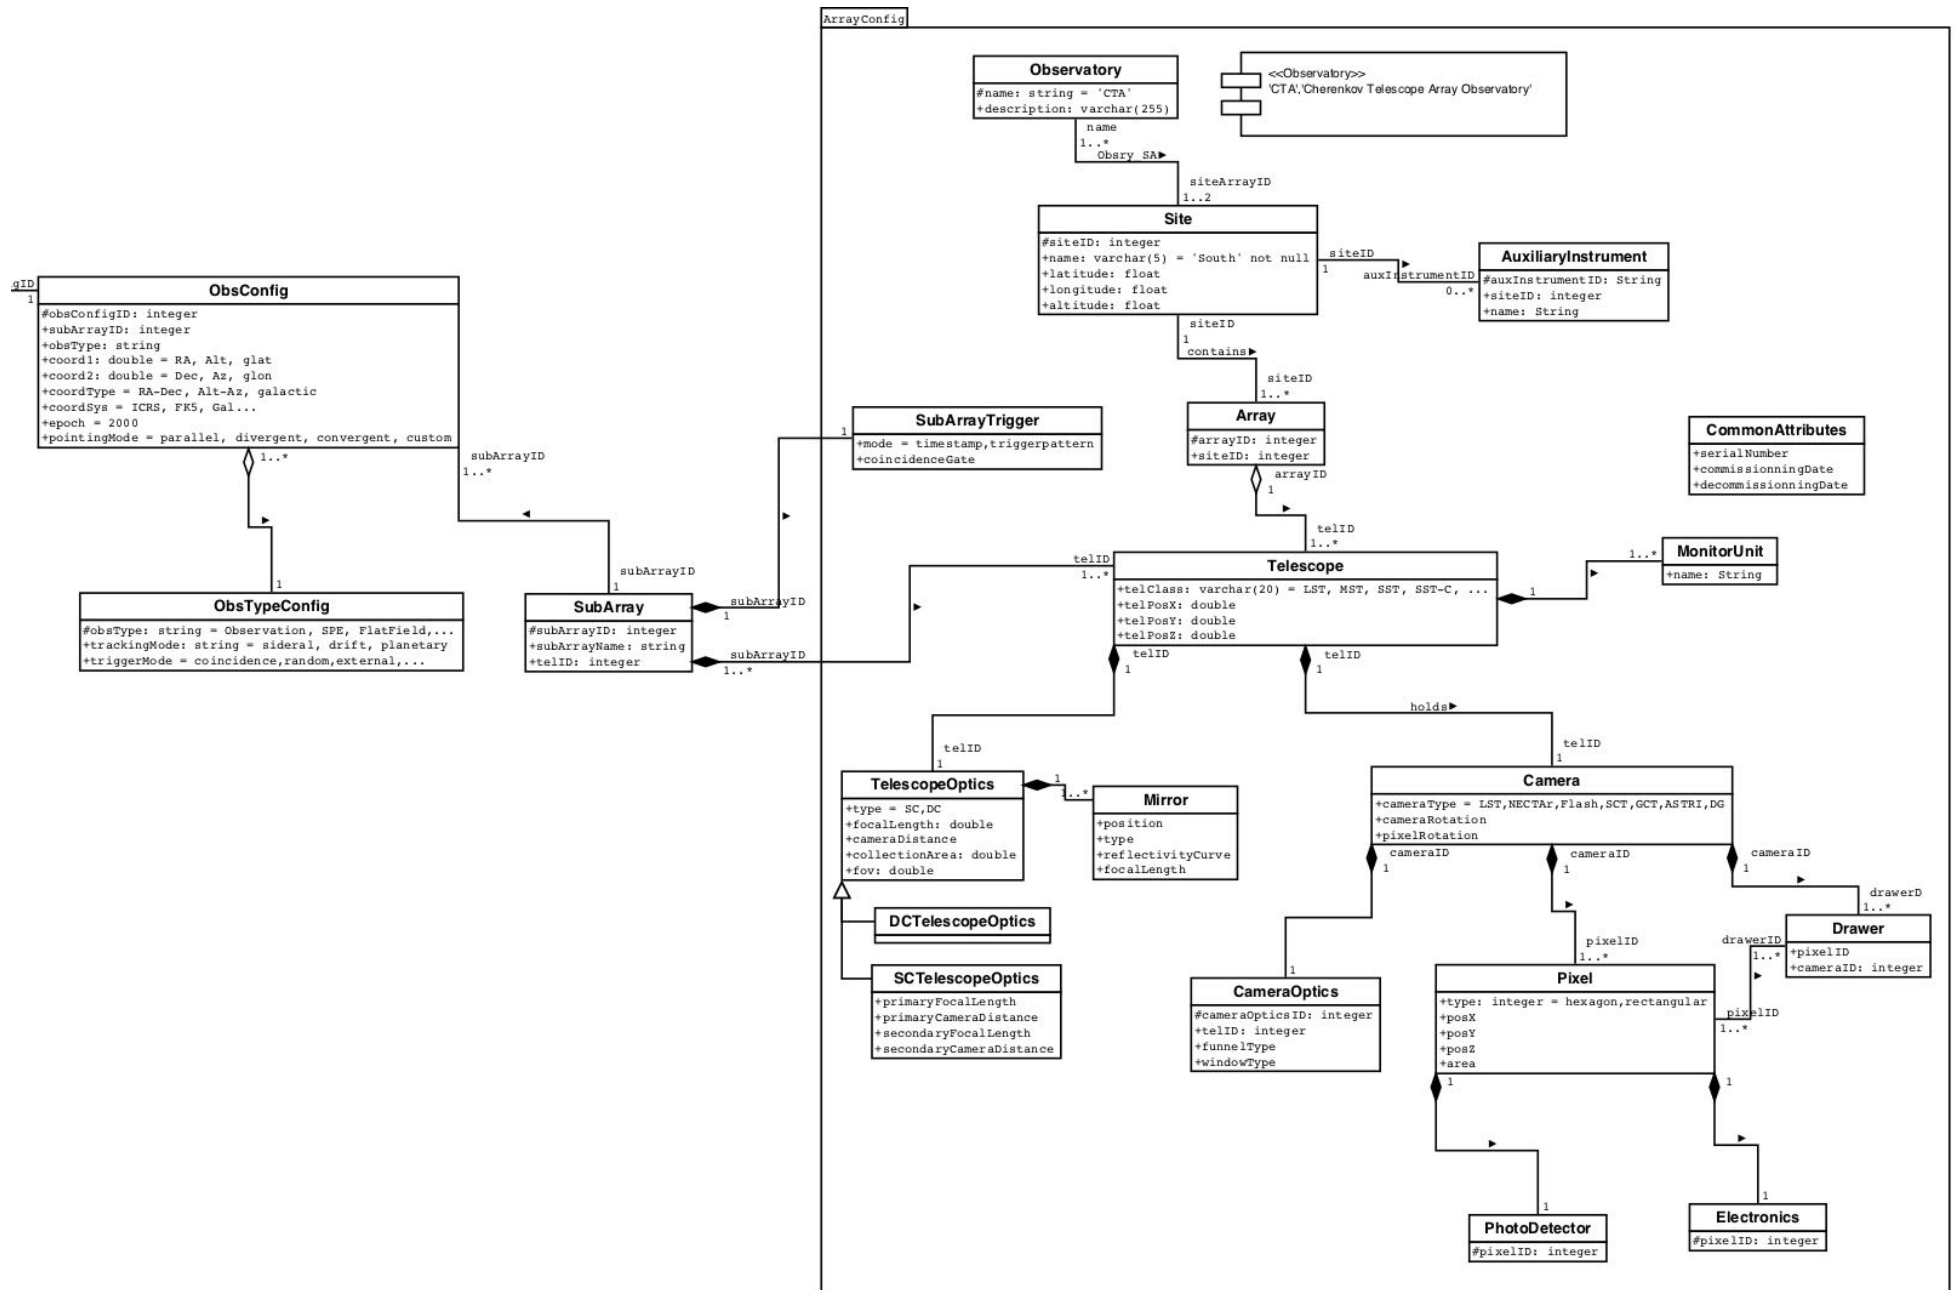 ArrayConfig
Observatory
#name: string = 'CTA'
+description: varchar(255)
<<Observatory>>
'CTA','Cherenkov Telescope Array Observatory'
name
1..*
Obsry_SA
siteArrayID
1..2
Site
#siteID: integer
+name: varchar(5) = 'South' not null
+latitude: float
+longitude: float
+altitude: float
siteID
1
auxInstrumentID
0..*
AuxiliaryInstrument
#auxInstrumentID: String
+siteID: integer
+name: String
siteID
1
contains
siteID
1..*
Array
#arrayID: integer
+siteID: integer
arrayID
1
telID
1..*
CommonAttributes
+serialNumber
+commissionningDate
+decommissionningDate
gID
1
ObsConfig
#obsConfigID: integer
+subArrayID: integer
+obsType: string
+coord1: double = RA, Alt, glat
+coord2: double = Dec, Az, glon
+coordType = RA-Dec, Alt-Az, galactic
+coordSys = ICRS, FK5, Gal...
+epoch = 2000
+pointingMode = parallel, divergent, convergent, custom
1..*
subArrayID
1..*
1
ObsTypeConfig
#obsType: string = Observation, SPE, FlatField,...
+trackingMode: string = sideral, drift, planetary
+triggerMode = coincidence,random,external,...
subArrayID
1
SubArray
#subArrayID: integer
+subArrayName: string
+telID: integer
subArrayID
1
subArrayID
1..*
1
SubArrayTrigger
+mode = timestamp,triggerpattern
+coincidenceGate
telID
1..*
Telescope
+telClass: varchar(20) = LST, MST, SST, SST-C, ...
+telPosX: double
+telPosY: double
+telPosZ: double
1
1..*
MonitorUnit
+name: String
telID
1
telID
1
holds
telID
1
telID
1
TelescopeOptics
+type = SC,DC
+focalLength: double
+cameraDistance
+collectionArea: double
+fov: double
1
1..*
Mirror
+position
+type
+reflectivityCurve
+focalLength
DCTelescopeOptics
SCTelescopeOptics
+primaryFocalLength
+primaryCameraDistance
+secondaryFocalLength
+secondaryCameraDistance
Camera
+cameraType = LST,NECTAr,Flash,SCT,GCT,ASTRI,DG
+cameraRotation
+pixelRotation
cameraID
1
cameraID
1
cameraID
1
drawerD
1..*
Drawer
+pixelID
+cameraID: integer
1
CameraOptics
#cameraOpticsID: integer
+telID: integer
+funnelType
+windowType
pixelID
1..*
Pixel
+type: integer = hexagon,rectangular
+posX
+posY
+posZ
+area
drawerID
1..*
pixelID
1..*
1
1
1
PhotoDetector
#pixelID: integer
1
Electronics
#pixelID: integer